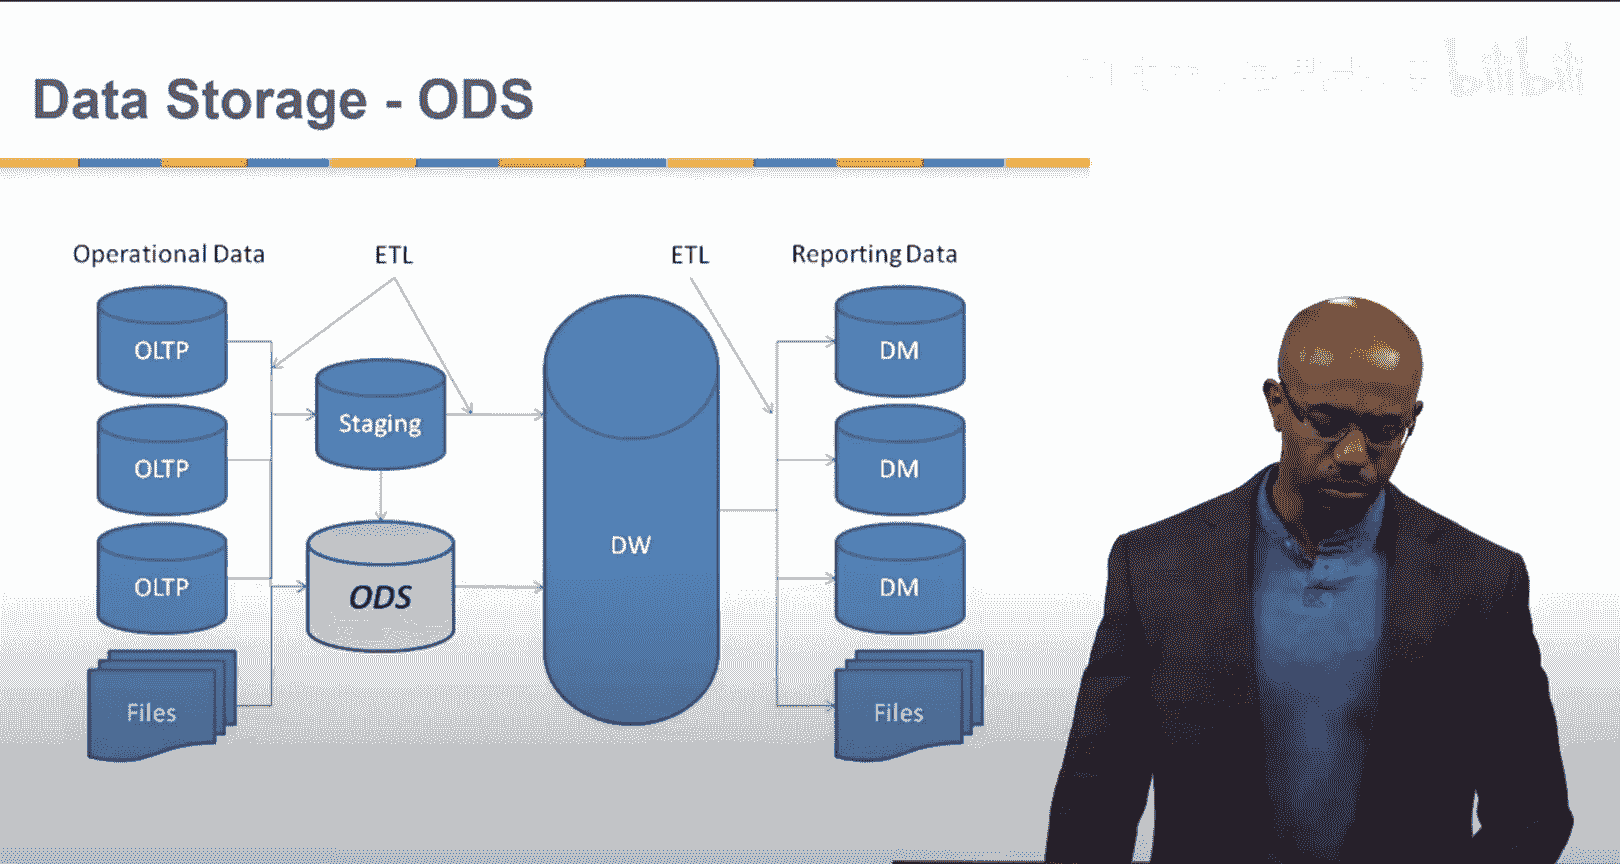 Data Storage - ODS
bilibili
Operational Data
ETL
ETL
Reporting Data
OLTP
DM
Staging
OLTP
DM
DW
OLTP
ODS
DM
Files
Files